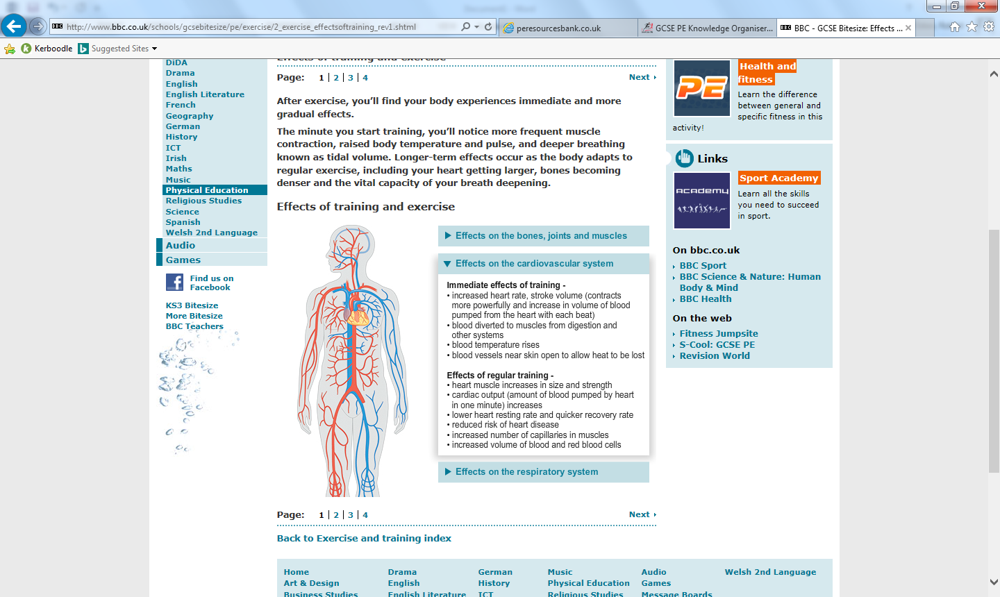 http://www.bbc.co.uk/schools/gcsebitesize/pe/exercise/2_exercise_effectsoftraining_rev1.shtml
peresourcesbank.co.uk
GCSE PE Knowledge Organiser...
BBC - GCSE Bitesize: Effects ...
Kerboodle
Suggested Sites
DiDA
Drama
English
English Literature
French
Geography
German
History
ICT
Irish
Maths
Music
Physical Education
Religious Studies
Science
Spanish
Welsh 2nd Language
Audio
Games
Find us on
Facebook
KS3 Bitesize
More Bitesize
BBC Teachers
Effects of training and exercise
Page: 1 | 2 | 3 | 4
Next
After exercise, you'll find your body experiences immediate and more
gradual effects.
The minute you start training, you'll notice more frequent muscle
contraction, raised body temperature and pulse, and deeper breathing
known as tidal volume. Longer-term effects occur as the body adapts to
regular exercise, including your heart getting larger, bones becoming
denser and the vital capacity of your breath deepening.
Effects of training and exercise
Effects on the bones, joints and muscles
Effects on the cardiovascular system
Immediate effects of training -
• increased heart rate, stroke volume (contracts
more powerfully and increase in volume of blood
pumped from the heart with each beat)
• blood diverted to muscles from digestion and
other systems
• blood temperature rises
• blood vessels near skin open to allow heat to be lost
Effects of regular training -
• heart muscle increases in size and strength
• cardiac output (amount of blood pumped by heart
in one minute) increases
• lower heart resting rate and quicker recovery rate
• reduced risk of heart disease
• increased number of capillaries in muscles
• increased volume of blood and red blood cells
Effects on the respiratory system
Page: 1 | 2 | 3 | 4
Next
Back to Exercise and training index
PE
Health and
fitness
Learn the difference
between general and
specific fitness in this
activity!
Links
ACADEMY
Sport Academy
Learn all the skills
you need to succeed
in sport.
On bbc.co.uk
BBC Sport
BBC Science & Nature: Human
Body & Mind
BBC Health
On the web
Fitness Jumpsite
S-Cool: GCSE PE
Revision World
Home
Drama
German
Music
Audio
Welsh 2nd Language
Art & Design
English
History
Physical Education
Games
Business Studies
English Literature
ICT
Religious Studies
Message Boards